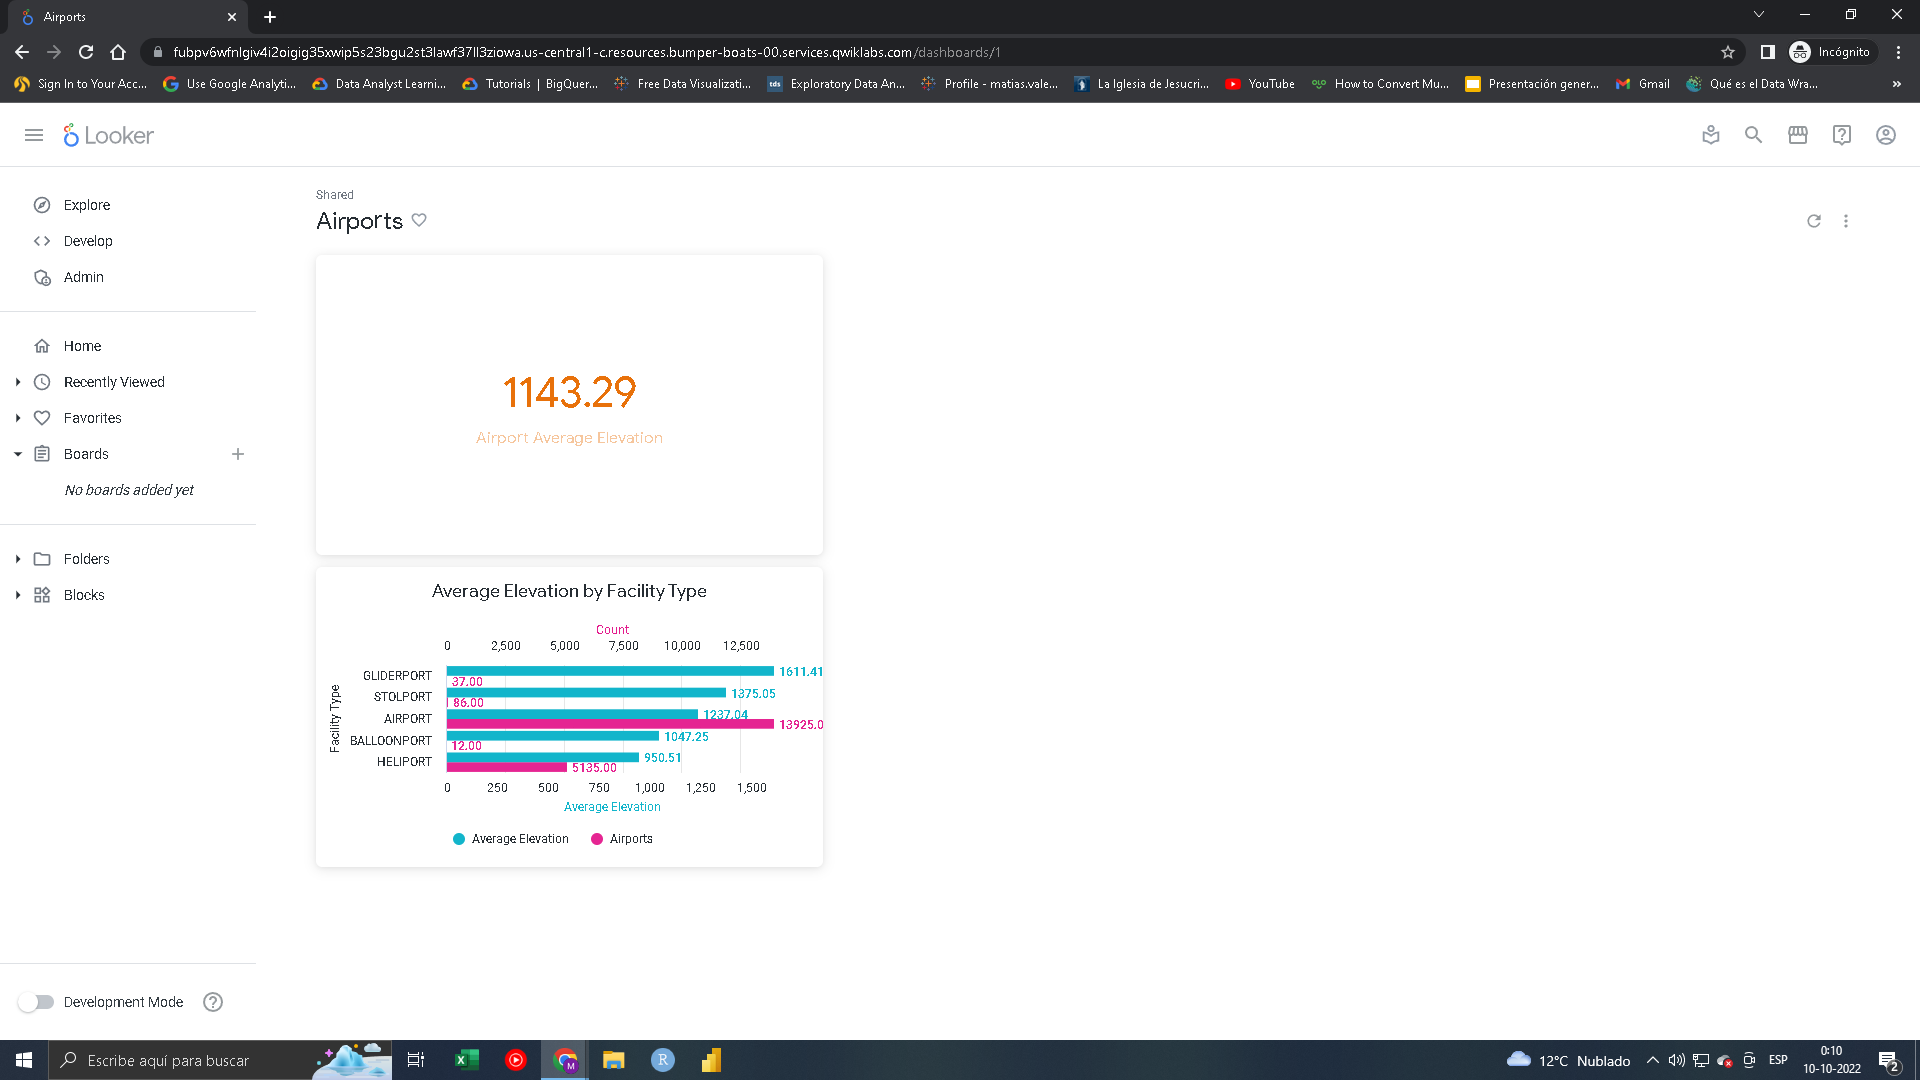 Airports
fubpv6wfnlgiv4i2oigig35xwip5s23bgu2st3lawf37ll3ziowa.us-central1-c.resources.bumper-boats-00.services.qwiklabs.com/dashboards/1
Incógnito
Sign In to Your Acc...
Use Google Analyti...
Data Analyst Learni...
Tutorials | BigQuer...
Free Data Visualizati...
Exploratory Data An...
Profile - matias.vale...
La Iglesia de Jesucri...
YouTube
How to Convert Mu...
Presentación gener...
Gmail
Qué es el Data Wra...
»
Looker
Explore
Develop
Admin
Home
Recently Viewed
Favorites
Boards
No boards added yet
Folders
Blocks
Development Mode
Shared
Airports
1143.29
Airport Average Elevation
Average Elevation by Facility Type
Count
0 2,500 5,000 7,500 10,000 12,500
Facility Type
GLIDERPORT 1611.41
37.00
STOLPORT 1375.05
86.00
AIRPORT 1237.04
13925.0
BALLOONPORT 1047.25
12.00
HELIPORT 950.51
5135.00
0 250 500 750 1,000 1,250 1,500
Average Elevation
Average Elevation Airports
Escribe aquí para buscar
12°C Nublado
ESP
0:10
10-10-2022
2